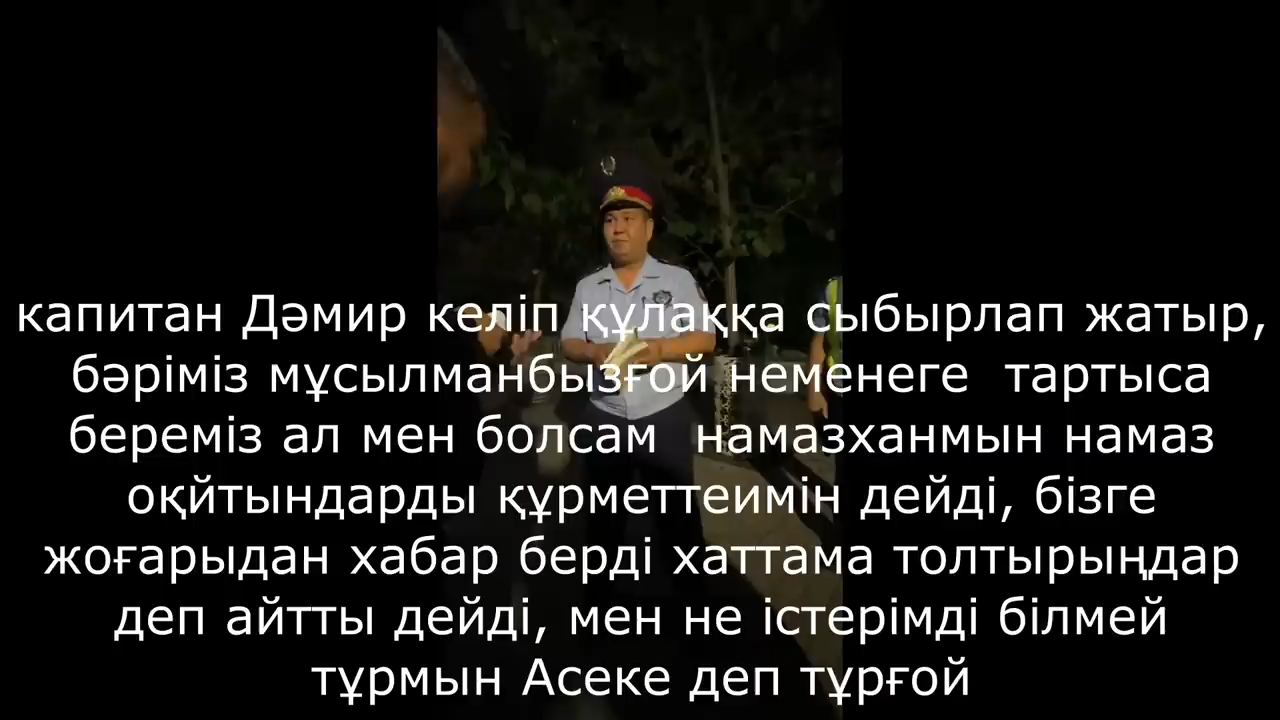 капитан Дәмир келіп құлаққа сыбырлап жатыр,
бәріміз мұсылманбызғой неменеге тартыса
береміз ал мен болсам намазханмын намаз
оқйтындарды құрметтеимін дейді, бізге
жоғарыдан хабар берді хаттама толтырыңдар
деп айтты дейді, мен не істерімді білмей
тұрмын Асеке деп тұрғой